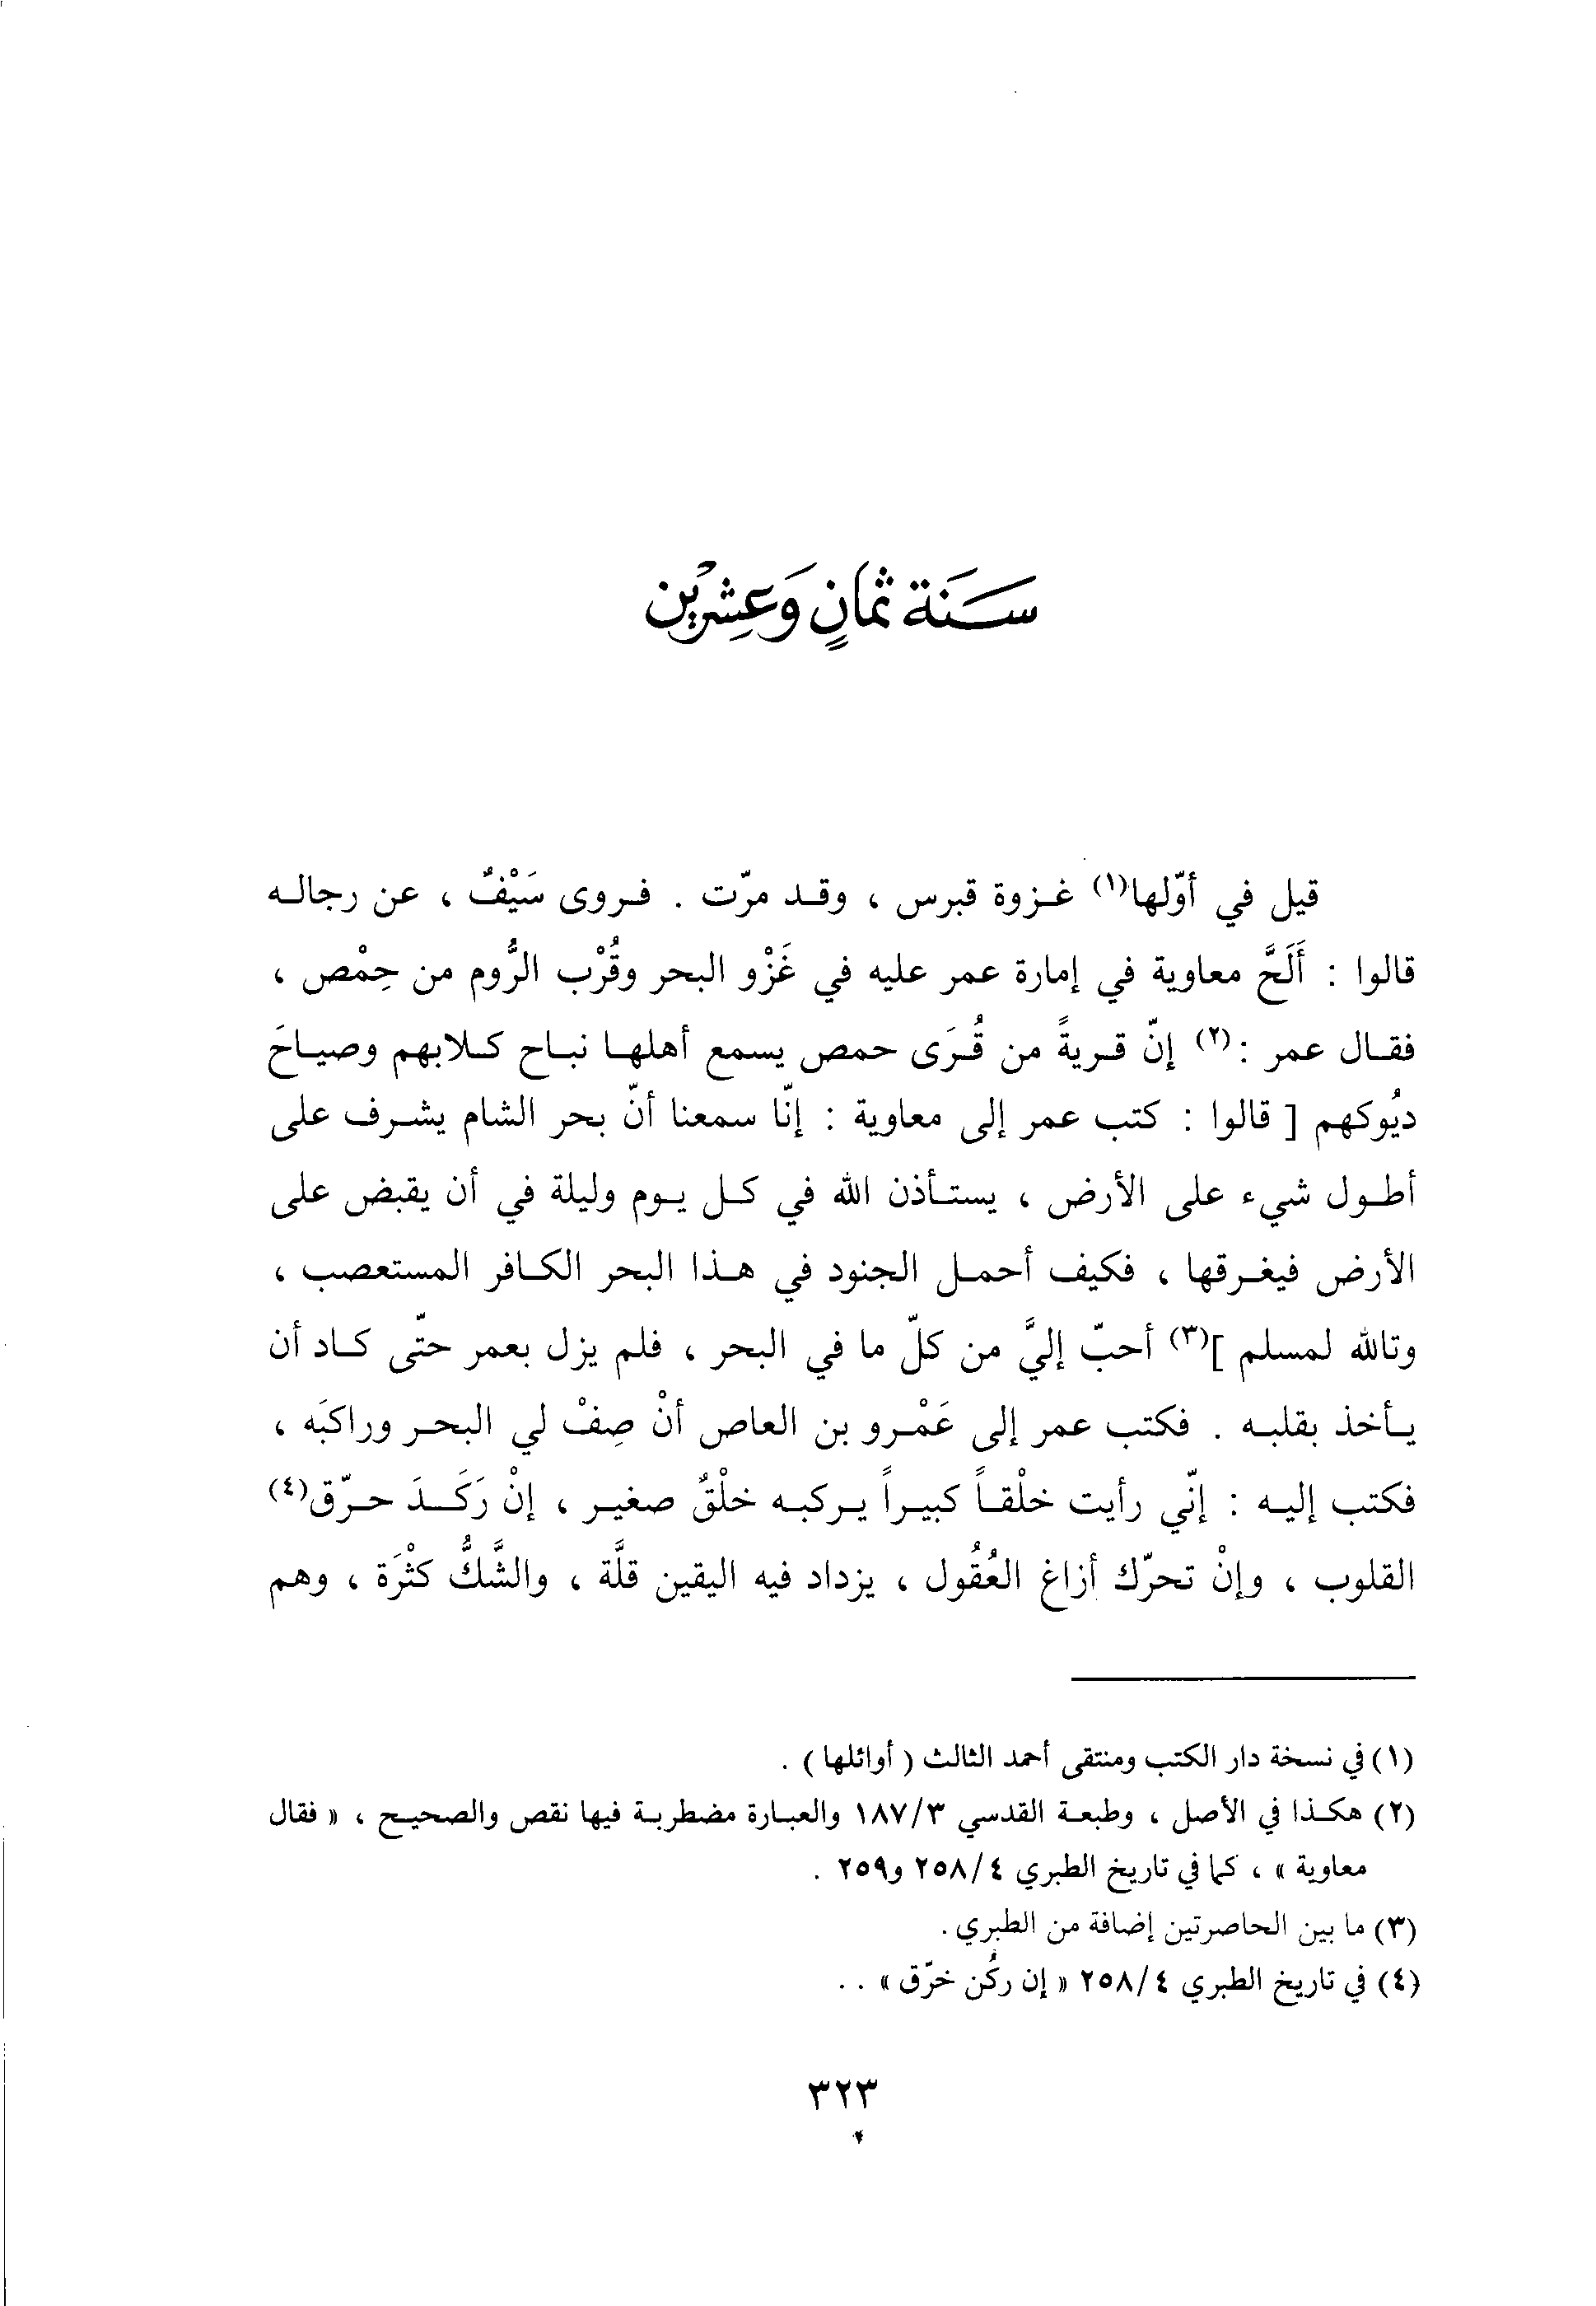 سَنَة ثمَانٍ وَعِشرِين
قيل في أوّلها(١) غزوة قبرس ، وقد مرّت . فروى سَيْفٌ ، عن رجاله
قالوا : أَلَحَّ معاوية في إمارة عمر عليه في غَزْو البحر وقُرْب الرُّوم من حِمْص ،
فقال عمر :(٢) إنّ قريةً من قُرَى حمص يسمع أهلها نباح كلابهم وصياحَ
ديُوكهم [ قالوا : كتب عمر إلى معاوية : إنّا سمعنا أنّ بحر الشام يشرف على
أطول شيء على الأرض ، يستأذن الله في كل يوم وليلة في أن يقبض على
الأرض فيغرقها ، فكيف أحمل الجنود في هذا البحر الكافر المستعصب ،
وتالله لمسلم ](٣) أحبّ إليَّ من كلّ ما في البحر ، فلم يزل بعمر حتّى كاد أن
يأخذ بقلبه . فكتب عمر إلى عَمْرو بن العاص أنْ صِفْ لي البحر وراكبَه ،
فكتب إليه : إنّي رأيت خلْقاً كبيراً يركبه خلْقٌ صغير ، إنْ رَكَدَ حرّق(٤)
القلوب ، وإنْ تحرّك أزاغ العُقُول ، يزداد فيه اليقين قلَّة ، والشَّكُّ كثْرَة ، وهم
(١) في نسخة دار الكتب ومنتقى أحمد الثالث ( أوائلها ) .
(٢) هكذا في الأصل ، وطبعة القدسي ١٨٧/٣ والعبارة مضطربة فيها نقص والصحيح ، « فقال
معاوية » ، كما في تاريخ الطبري ٢٥٨/٤ و٢٥٩ .
(٣) ما بين الحاصرتين إضافة من الطبري .
(٤) في تاريخ الطبري ٢٥٨/٤ « إن ركُن خرّق » . .
٣٢٣